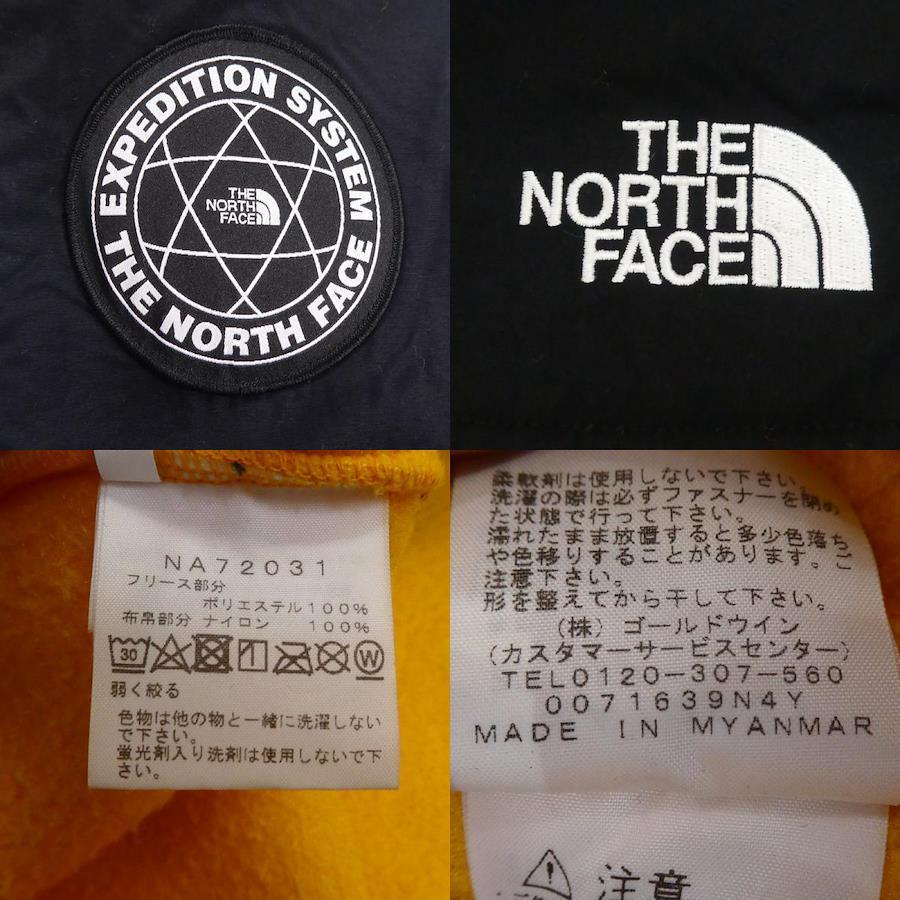 EXPEDITION SYSTEM
THE NORTH FACE
THE
NORTH
FACE
THE
NORTH
FACE
NA72031
フリース部分
ポリエステル100%
布帛部分 ナイロン 100%
30
W
弱く絞る
色物は他の物と一緒に洗濯しない
で下さい。
蛍光剤入り洗剤は使用しないで下
さい。
柔軟剤は使用しないで下さい。
洗濯の際は必ずファスナーを閉め
た状態で行って下さい。
濡れたまま放置すると多少色落ち
や色移りすることがあります。ご
注意下さい。
形を整えてから干して下さい。
(株)ゴールドウイン
(カスタマーサービスセンター)
TEL0120-307-560
0071639N4Y
MADE IN MYANMAR
注意